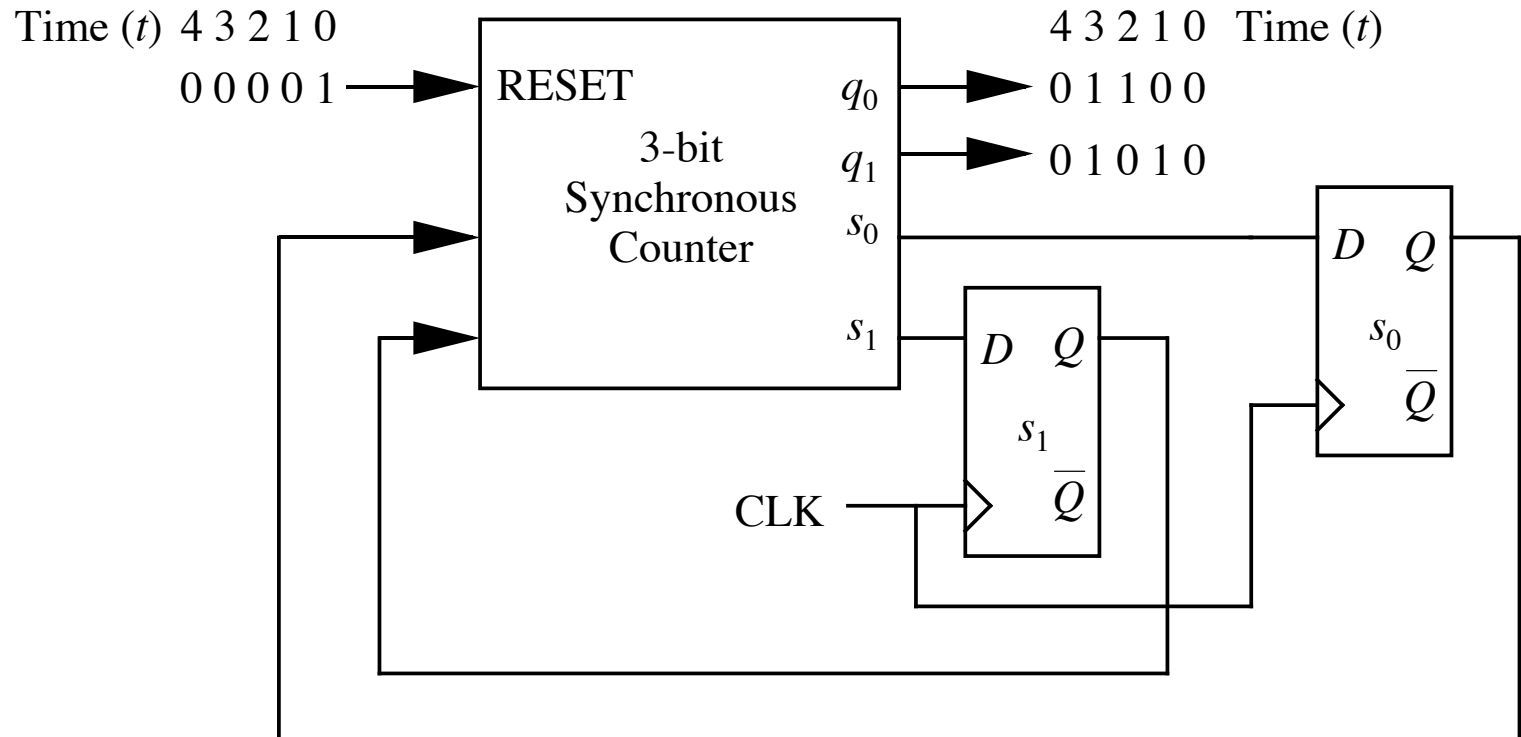 Time (t) 4 3 2 1 0
4 3 2 1 0 Time (t)
0 0 0 0 1
RESET
q0
0 1 1 0 0
3-bit
Synchronous
Counter
q1
0 1 0 1 0
s0
s1
D Q
s0
Q̅
D Q
s1
Q̅
CLK